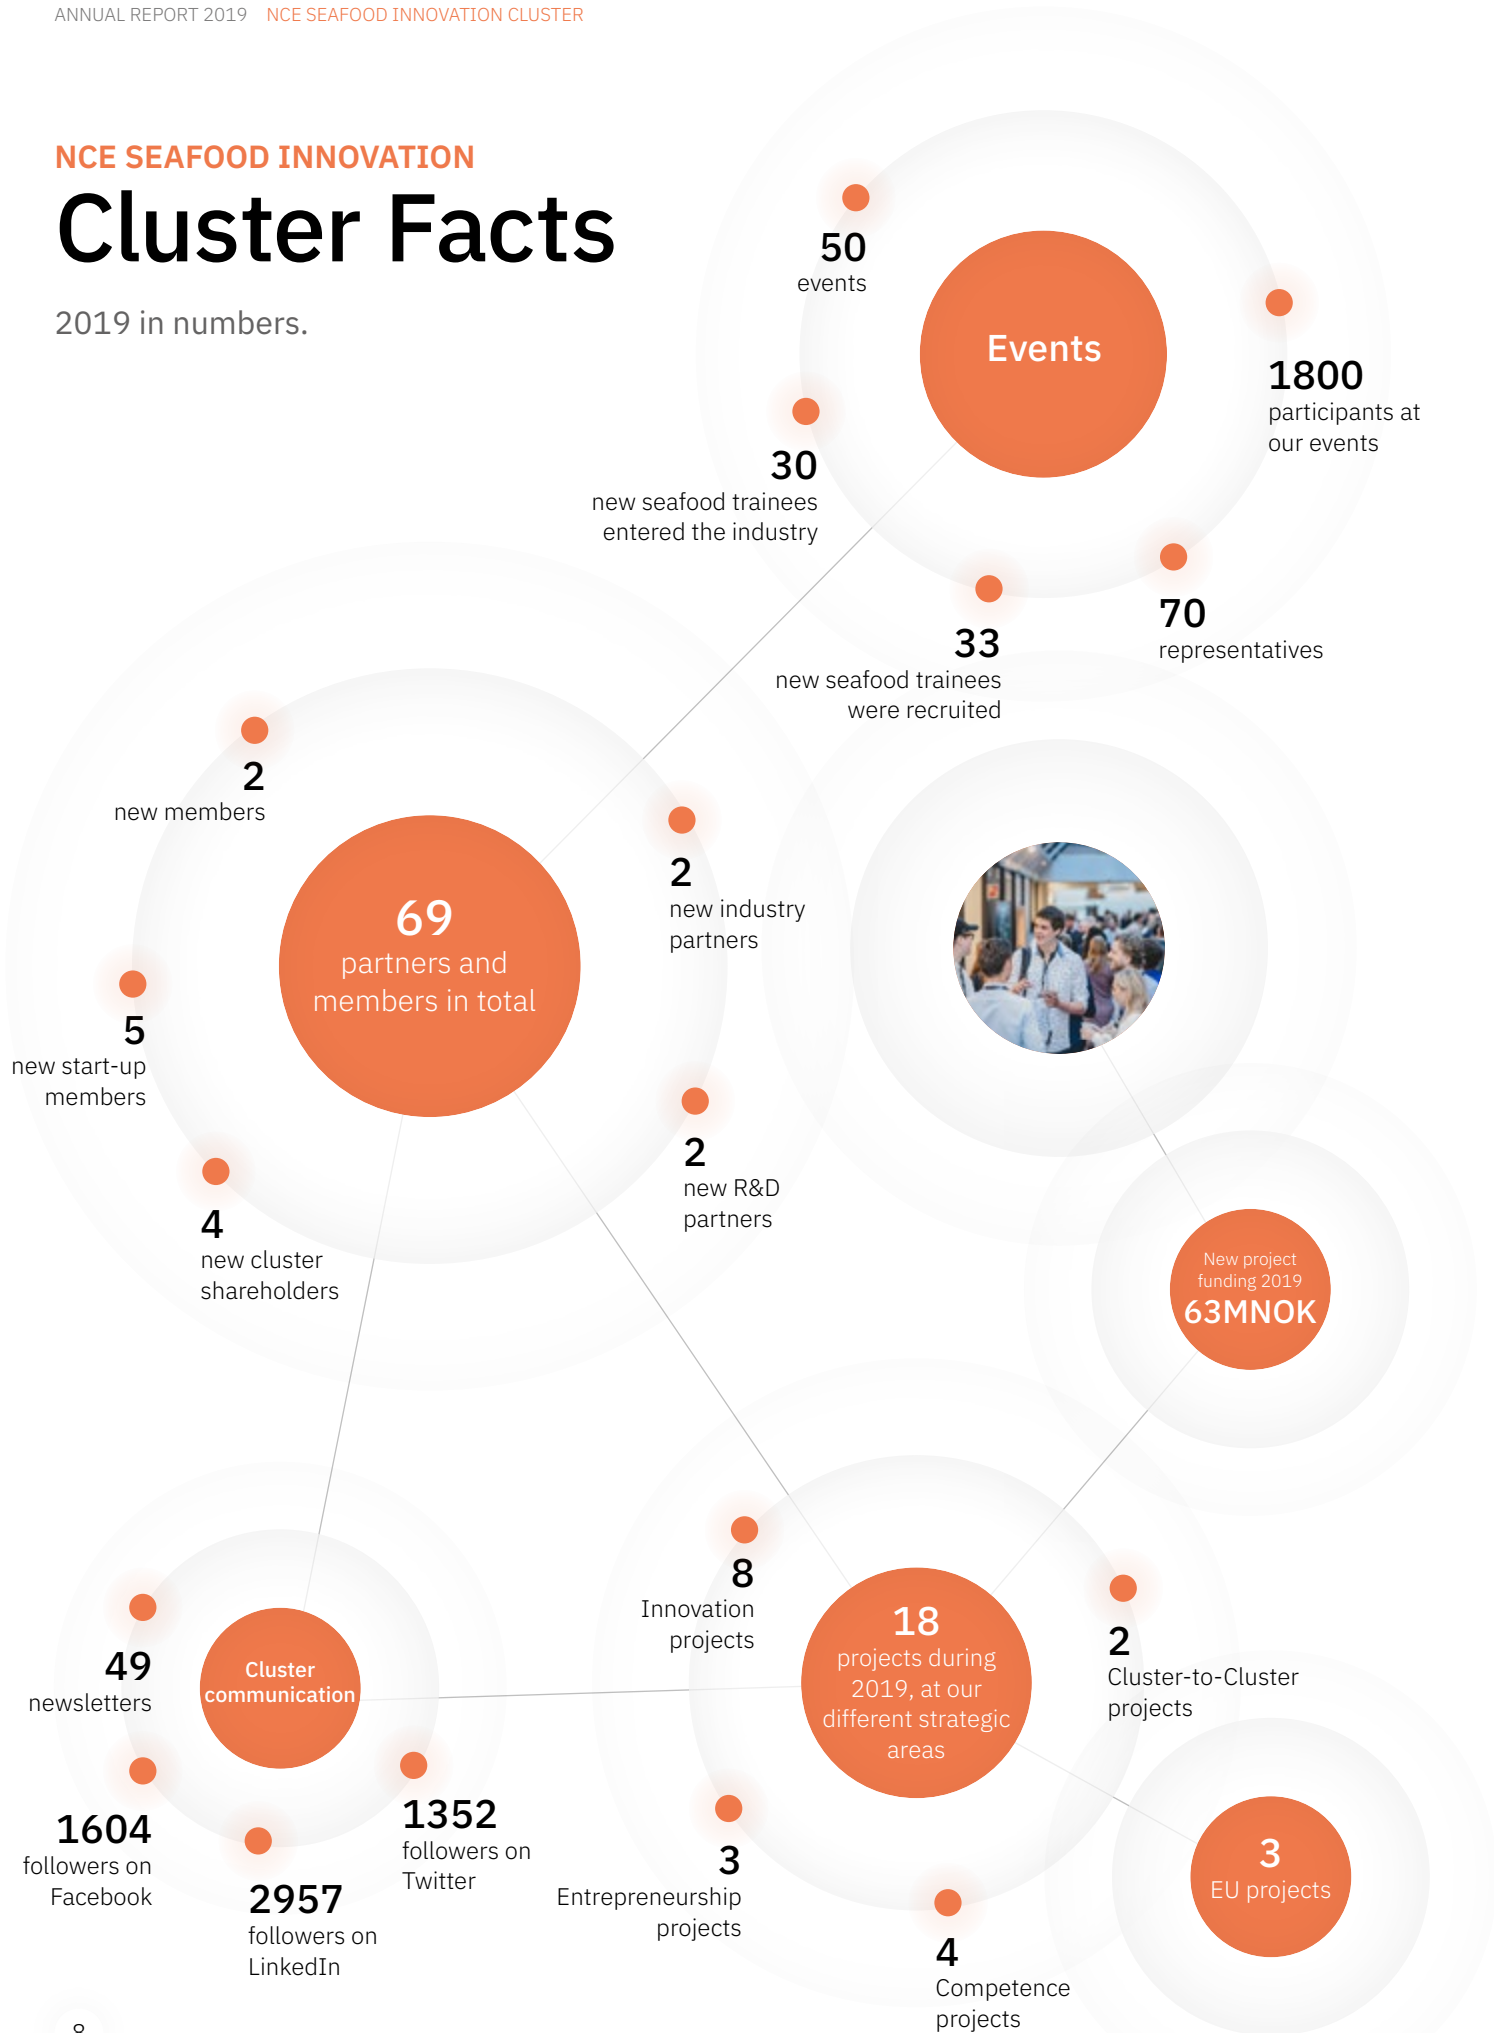 ANNUAL REPORT 2019 NCE SEAFOOD INNOVATION CLUSTER
NCE SEAFOOD INNOVATION
Cluster Facts
2019 in numbers.
Events
50
events
1800
participants at
our events
30
new seafood trainees
entered the industry
70
representatives
33
new seafood trainees
were recruited
69
partners and
members in total
2
new members
2
new industry
partners
5
new start-up
members
2
new R&D
partners
4
new cluster
shareholders
New project
funding 2019
63MNOK
18
projects during
2019, at our
different strategic
areas
8
Innovation
projects
2
Cluster-to-Cluster
projects
3
Entrepreneurship
projects
4
Competence
projects
3
EU projects
Cluster
communication
49
newsletters
1604
followers on
Facebook
1352
followers on
Twitter
2957
followers on
LinkedIn
8